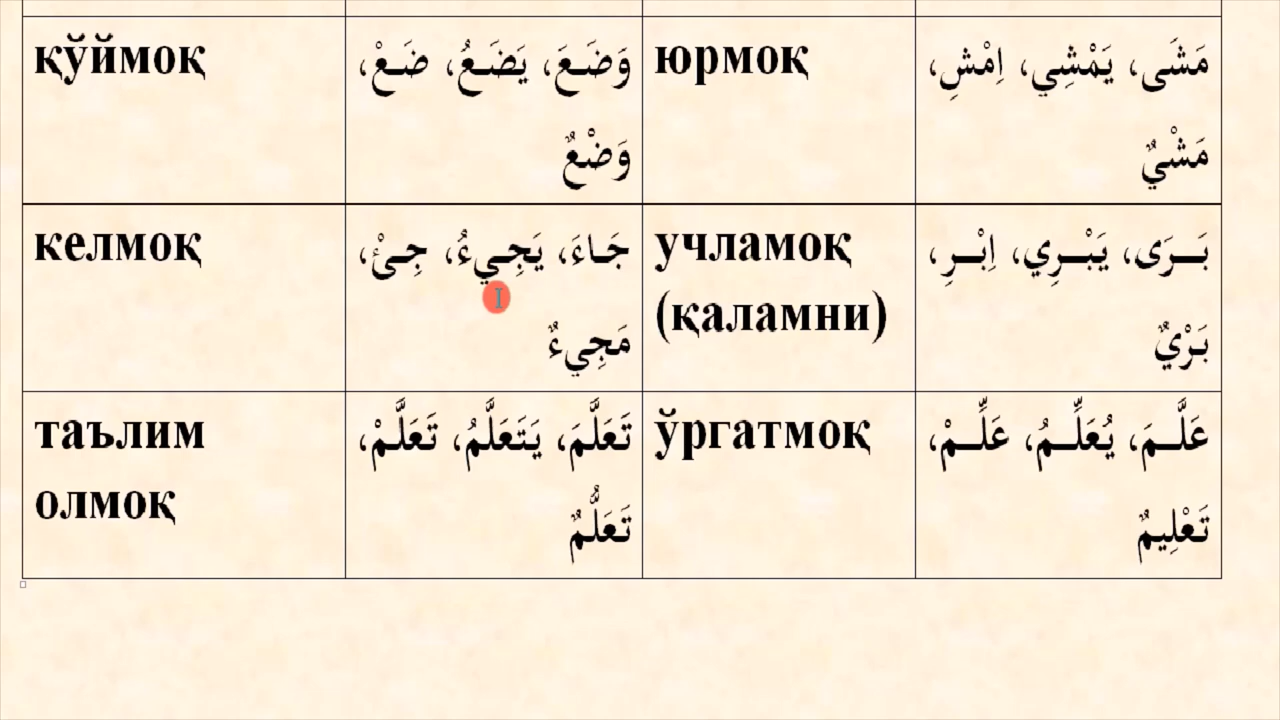 қўймоқ
وَضَعَ، يَضَعُ، ضَعْ،
وَضْعٌ
юрмоқ
مَشَى، يَمْشِي، اِمْشِ،
مَشْيٌ
келмоқ
جَاءَ، يَجِيءُ، جِئْ،
مَجِيءٌ
учламоқ
(қаламни)
بَرَى، يَبْرِي، اِبْرِ،
بَرْيٌ
таълим
олмоқ
تَعَلَّمَ، يَتَعَلَّمُ، تَعَلَّمْ،
تَعَلُّمٌ
ўргатмоқ
عَلَّمَ، يُعَلِّمُ، عَلِّمْ،
تَعْلِيمٌ